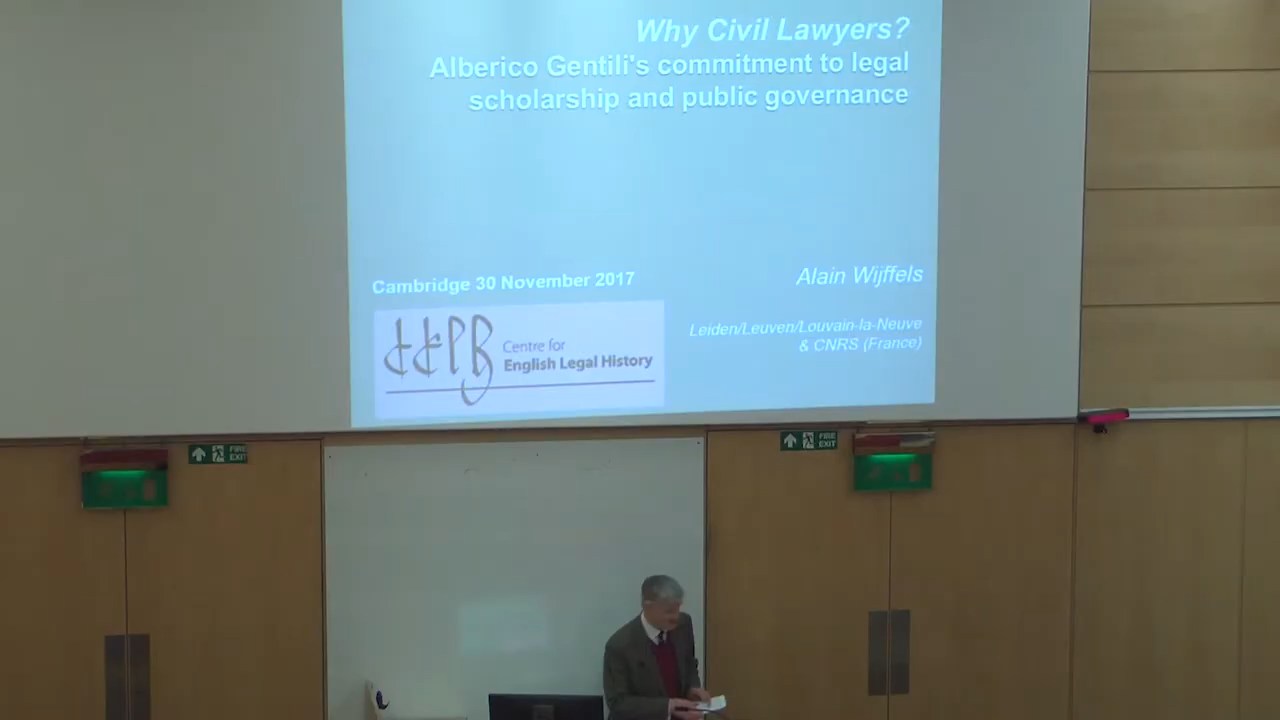 Why Civil Lawyers?
Alberico Gentili's commitment to legal
scholarship and public governance
Cambridge 30 November 2017
Alain Wijffels
Leiden/Leuven/Louvain-la-Neuve
& CNRS (France)
Centre for
English Legal History
FIRE
EXIT
FIRE
EXIT